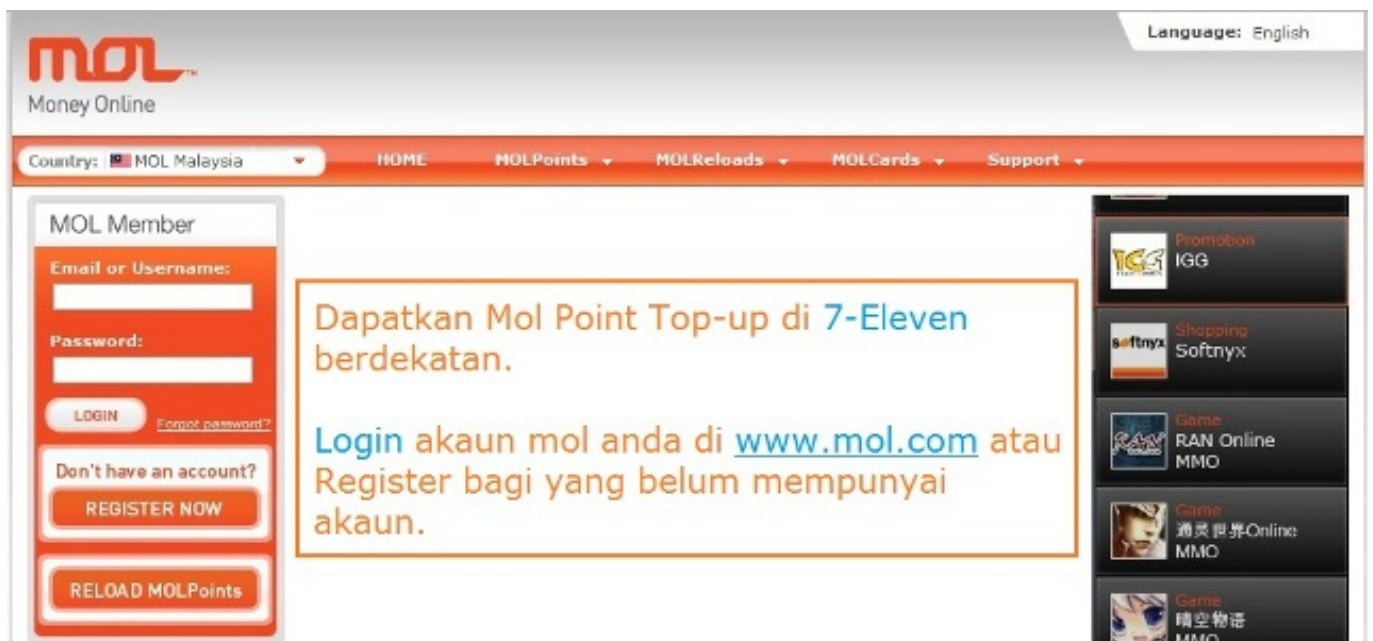 Language: English
mol™
Money Online
Country: MOL Malaysia
HOME MOLPoints MOLReloads MOLCards Support
MOL Member
Email or Username:
Password:
LOGIN Forgot password?
Don't have an account?
REGISTER NOW
RELOAD MOLPoints
Dapatkan Mol Point Top-up di 7-Eleven
berdekatan.
Login akaun mol anda di www.mol.com atau
Register bagi yang belum mempunyai
akaun.
IGG
Promotion
IGG
softnyx
Shopping
Softnyx
RAN
Game
RAN Online
MMO
Game
通灵世界Online
MMO
Game
晴空物语
MMO